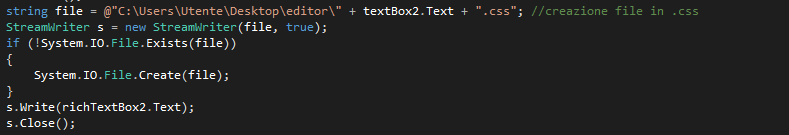 string file = @"C:\Users\Utente\Desktop\editor\" + textBox2.Text + ".css"; //creazione file in .css
StreamWriter s = new StreamWriter(file, true);
if (!System.IO.File.Exists(file))
{
    System.IO.File.Create(file);
}
s.Write(richTextBox2.Text);
s.Close();